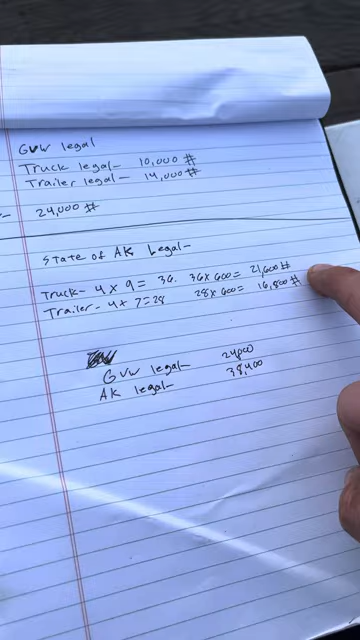 GVW legal
Truck legal- 10,000 #
Trailer legal- 14,000 #
24,000 #
State of AK Legal-
Truck- 4 x 9 = 36. 36 x 600 = 21,600 #
Trailer- 4 x 7 = 28 28 x 600 = 16,800 #
GVW legal- 24000
AK legal- 38,400